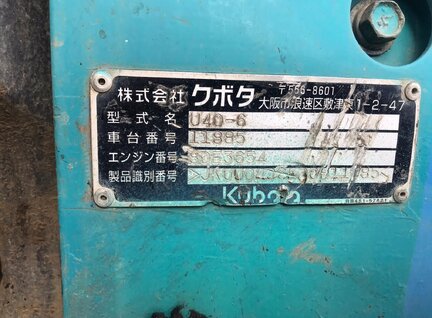 株式会社 クボタ 〒556-8601
大阪市浪速区敷津東1-2-47
型式名 U40-6
車台番号 11885
エンジン番号
製品識別番号
Kubota